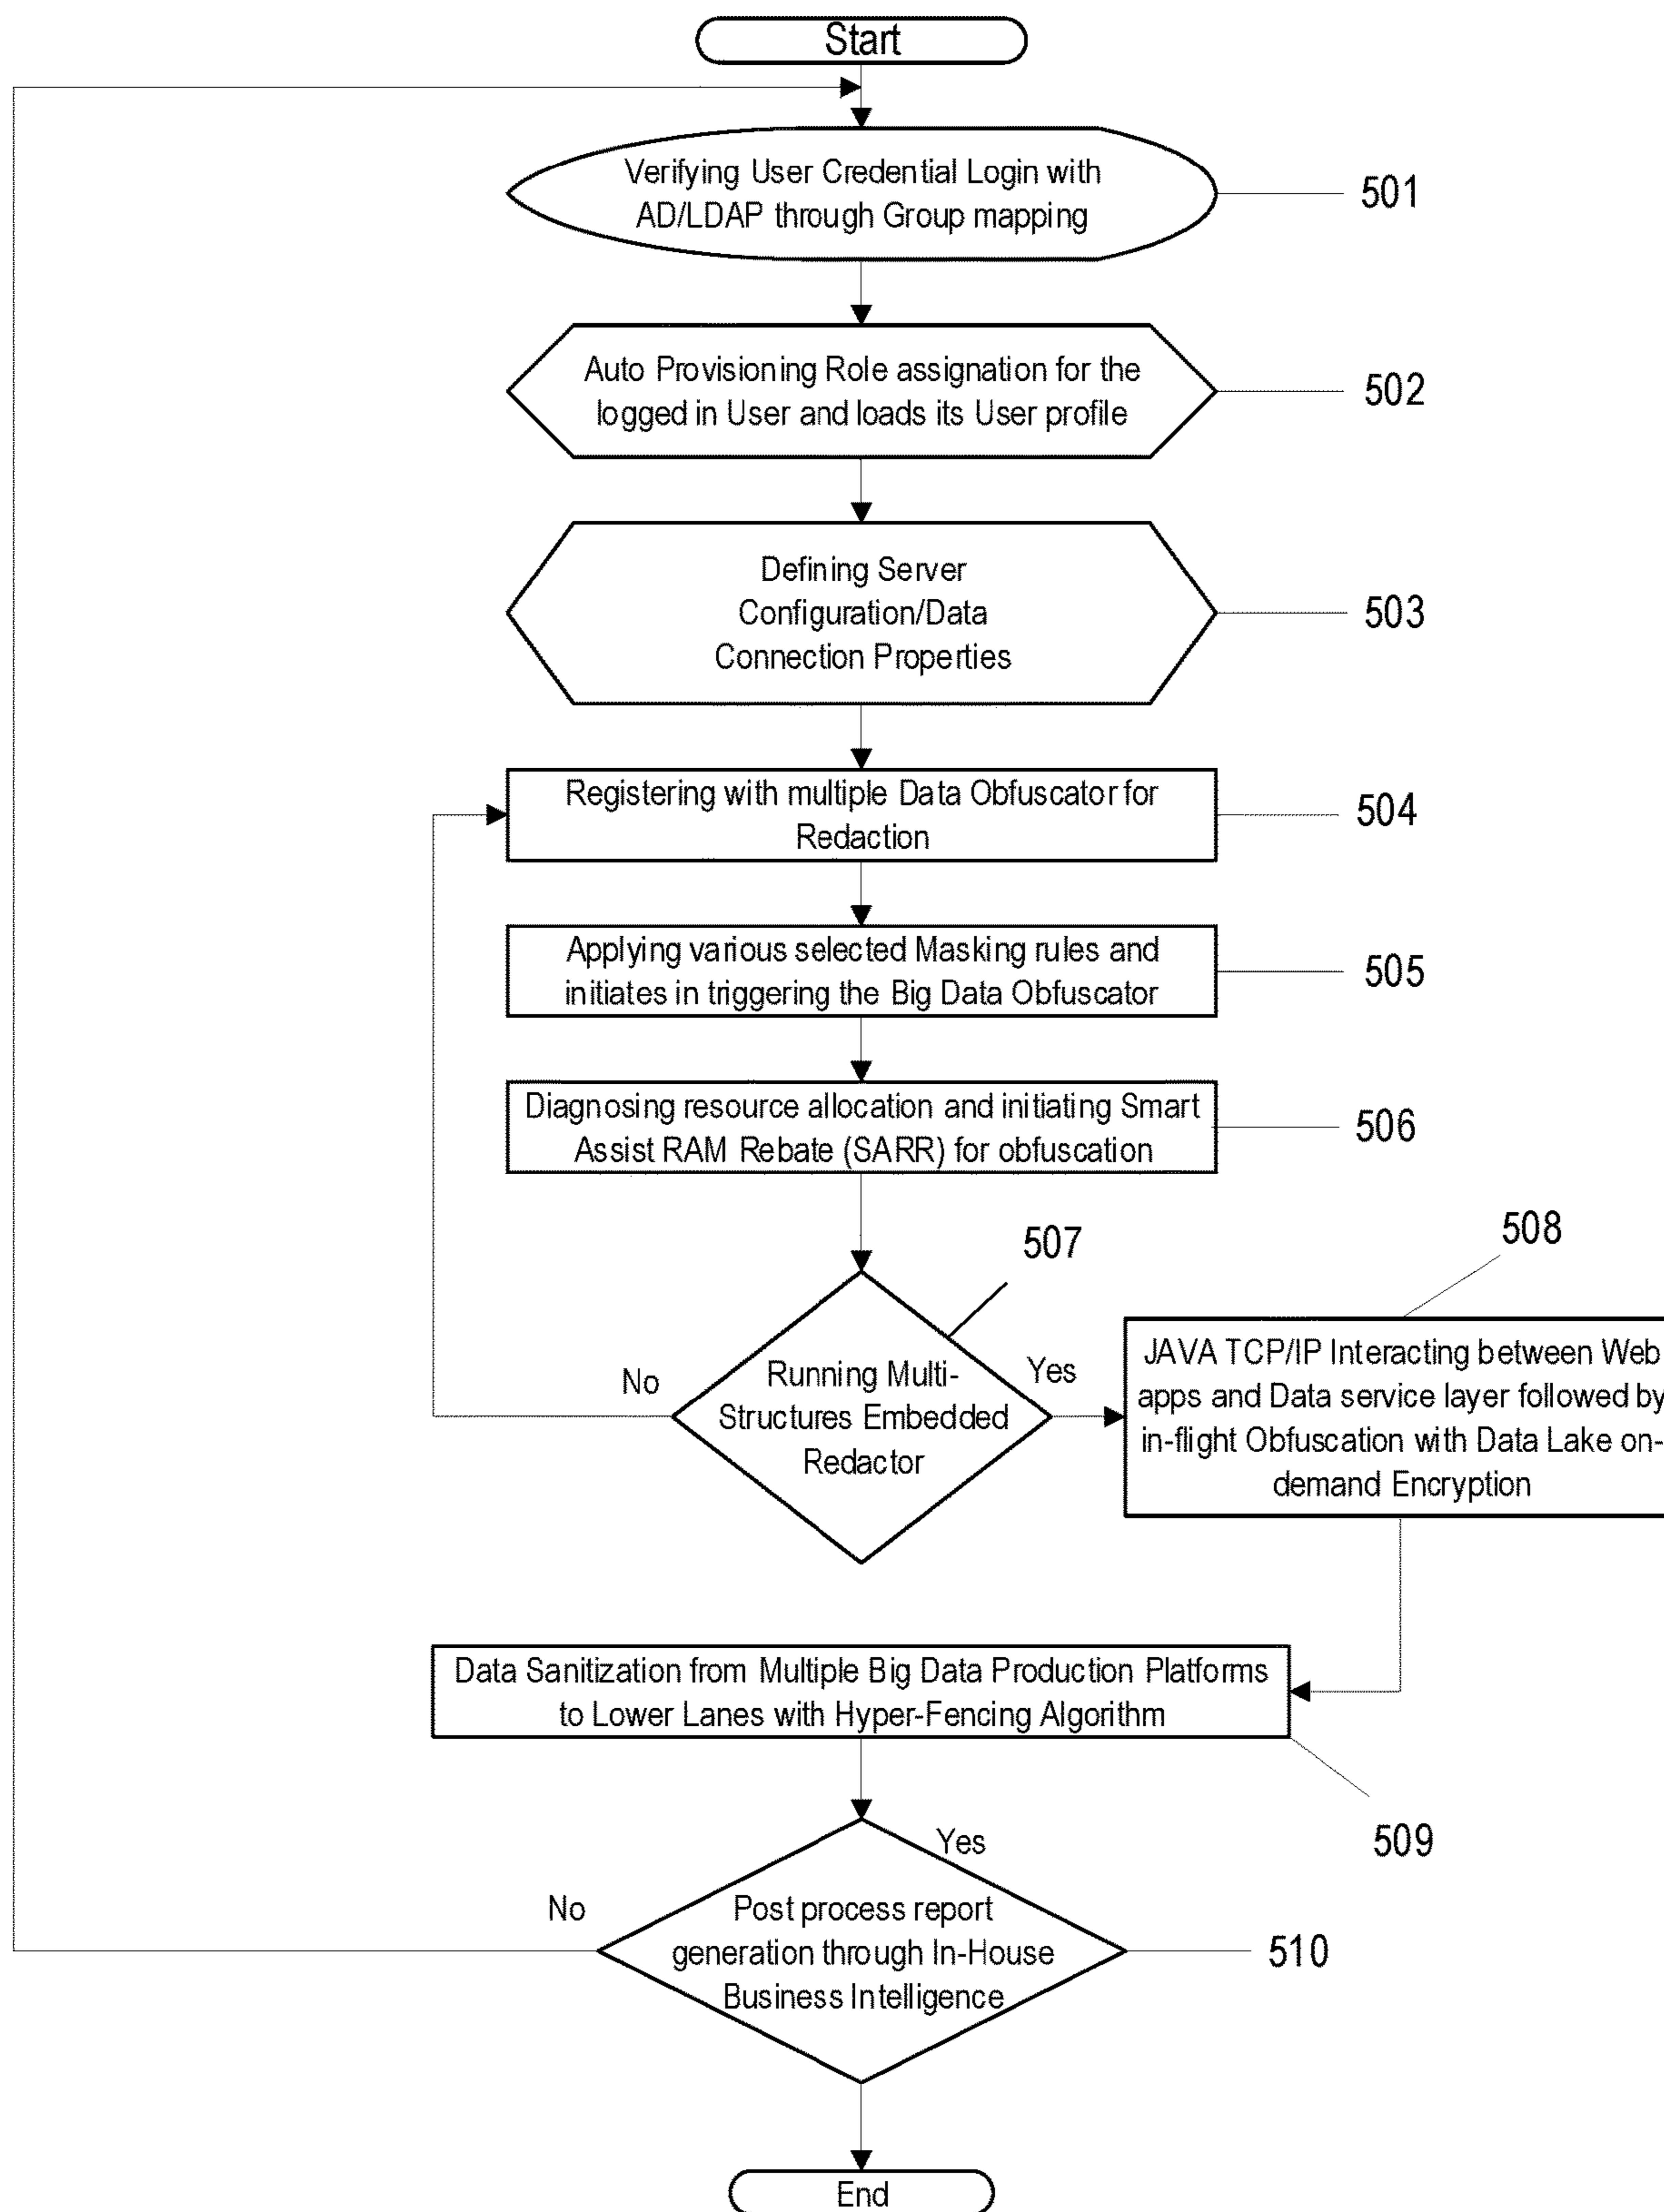 Start
Verifying User Credential Login with
AD/LDAP through Group mapping
501
Auto Provisioning Role assignation for the
logged in User and loads its User profile
502
Defining Server
Configuration/Data
Connection Properties
503
Registering with multiple Data Obfuscator for
Redaction
504
Applying various selected Masking rules and
initiates in triggering the Big Data Obfuscator
505
Diagnosing resource allocation and initiating Smart
Assist RAM Rebate (SARR) for obfuscation
506
507
508
No
Running Multi-
Structures Embedded
Redactor
Yes
JAVA TCP/IP Interacting between Web
apps and Data service layer followed by
in-flight Obfuscation with Data Lake on-
demand Encryption
Data Sanitization from Multiple Big Data Production Platforms
to Lower Lanes with Hyper-Fencing Algorithm
509
Yes
No
Post process report
generation through In-House
Business Intelligence
510
End